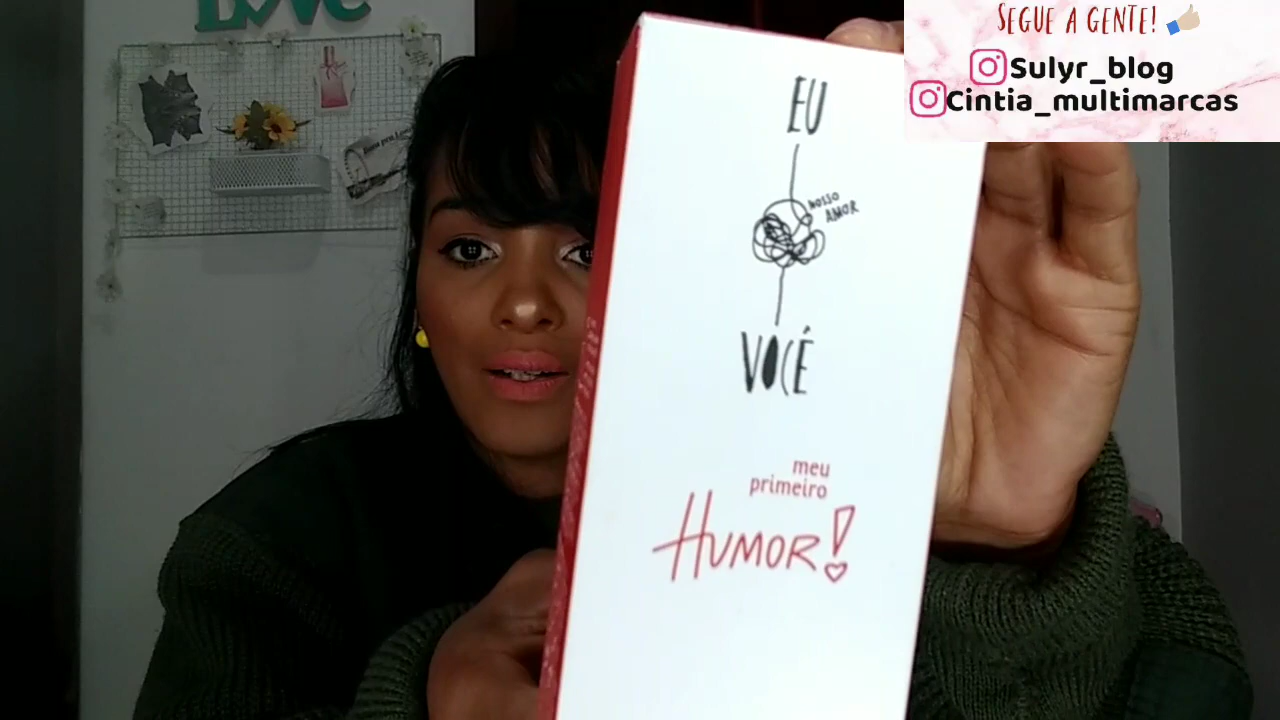 LOVE
SEGUE A GENTE!
Sulyr_blog
Cintia_multimarcas
EU
NOSSO
AMOR
VOCÊ
meu
primeiro
HUMOR!